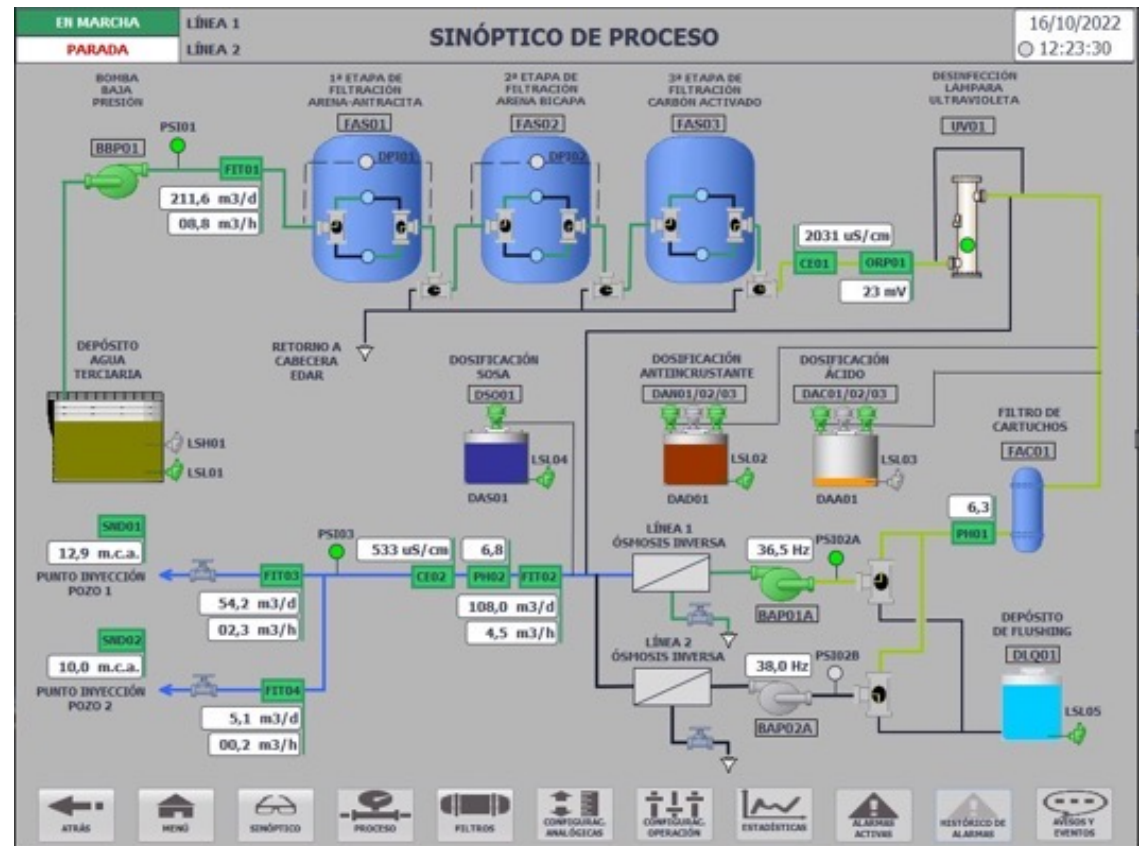 EN MARCHA
LÍNEA 1
PARADA
LÍNEA 2
SINÓPTICO DE PROCESO
16/10/2022
12:23:30
BOMBA
BAJA
PRESIÓN
PSI01
BBP01
FIT01
211,6 m3/d
08,8 m3/h
1ª ETAPA DE
FILTRACIÓN
ARENA-ANTRACITA
FAS01
DPI01
2ª ETAPA DE
FILTRACIÓN
ARENA BICAPA
FAS02
DPI02
3ª ETAPA DE
FILTRACIÓN
CARBÓN ACTIVADO
FAS03
DESINFECCIÓN
LÁMPARA
ULTRAVIOLETA
UV01
2031 uS/cm
CE01
ORP01
23 mV
DEPÓSITO
AGUA
TERCIARIA
LSH01
LSL01
RETORNO A
CABECERA
EDAR
DOSIFICACIÓN
SOSA
DSO01
LSL04
DAS01
DOSIFICACIÓN
ANTIINCRUSTANTE
DAN01/02/03
LSL02
DAD01
DOSIFICACIÓN
ÁCIDO
DAC01/02/03
LSL03
DAA01
FILTRO DE
CARTUCHOS
FAC01
6,3
PH01
SND01
12,9 m.c.a.
PUNTO INYECCIÓN
POZO 1
FIT03
54,2 m3/d
02,3 m3/h
PSI03
533 uS/cm
CE02
6,8
PH02
FIT02
108,0 m3/d
4,5 m3/h
LÍNEA 1
ÓSMOSIS INVERSA
36,5 Hz
PSI02A
BAP01A
SND02
10,0 m.c.a.
PUNTO INYECCIÓN
POZO 2
FIT04
5,1 m3/d
00,2 m3/h
LÍNEA 2
ÓSMOSIS INVERSA
38,0 Hz
PSI02B
BAP02A
DEPÓSITO
DE FLUSHING
DLQ01
LSL05
ATRÁS
MENÚ
SINÓPTICO
PROCESO
FILTROS
CONFIGURAC.
ANALÓGICAS
CONFIGURAC.
OPERACIÓN
ESTADÍSTICAS
ALARMAS
ACTIVAS
HISTÓRICO DE
ALARMAS
AVISOS Y
EVENTOS